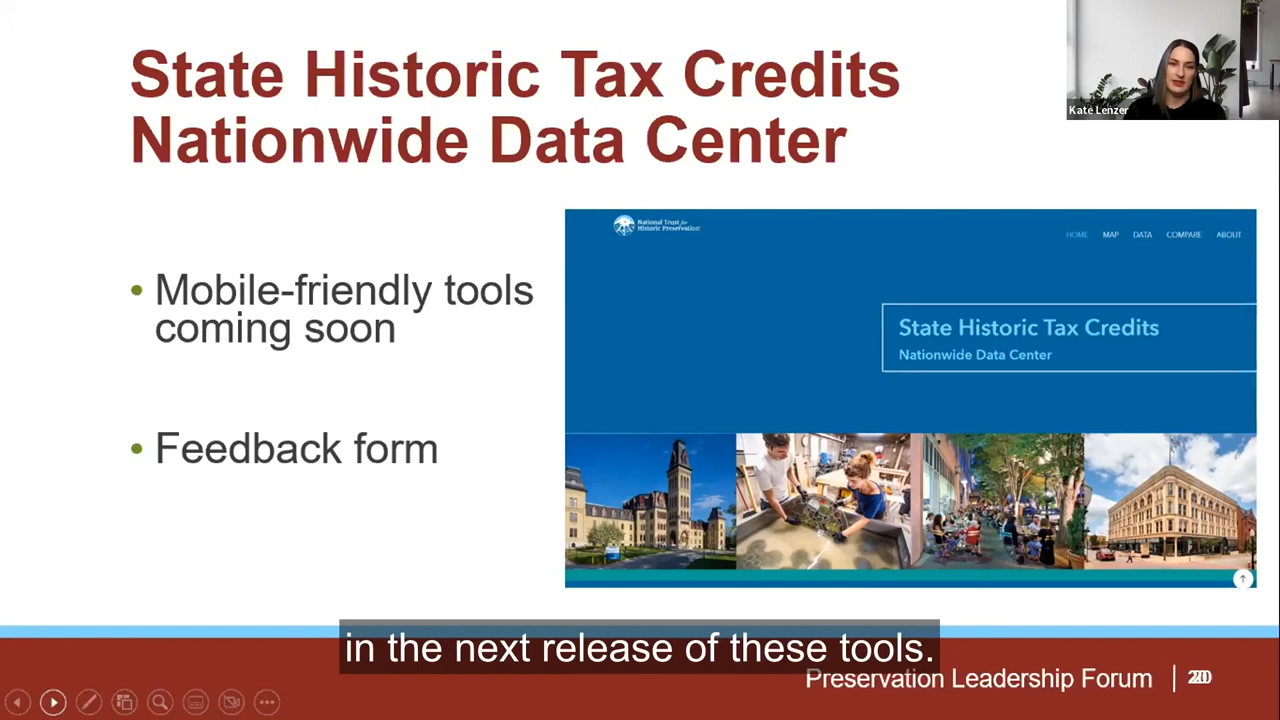 State Historic Tax Credits
Nationwide Data Center
Kate Lenzer
• Mobile-friendly tools
coming soon
• Feedback form
National Trust for
Historic Preservation
HOME MAP DATA COMPARE ABOUT
State Historic Tax Credits
Nationwide Data Center
in the next release of these tools.
Preservation Leadership Forum